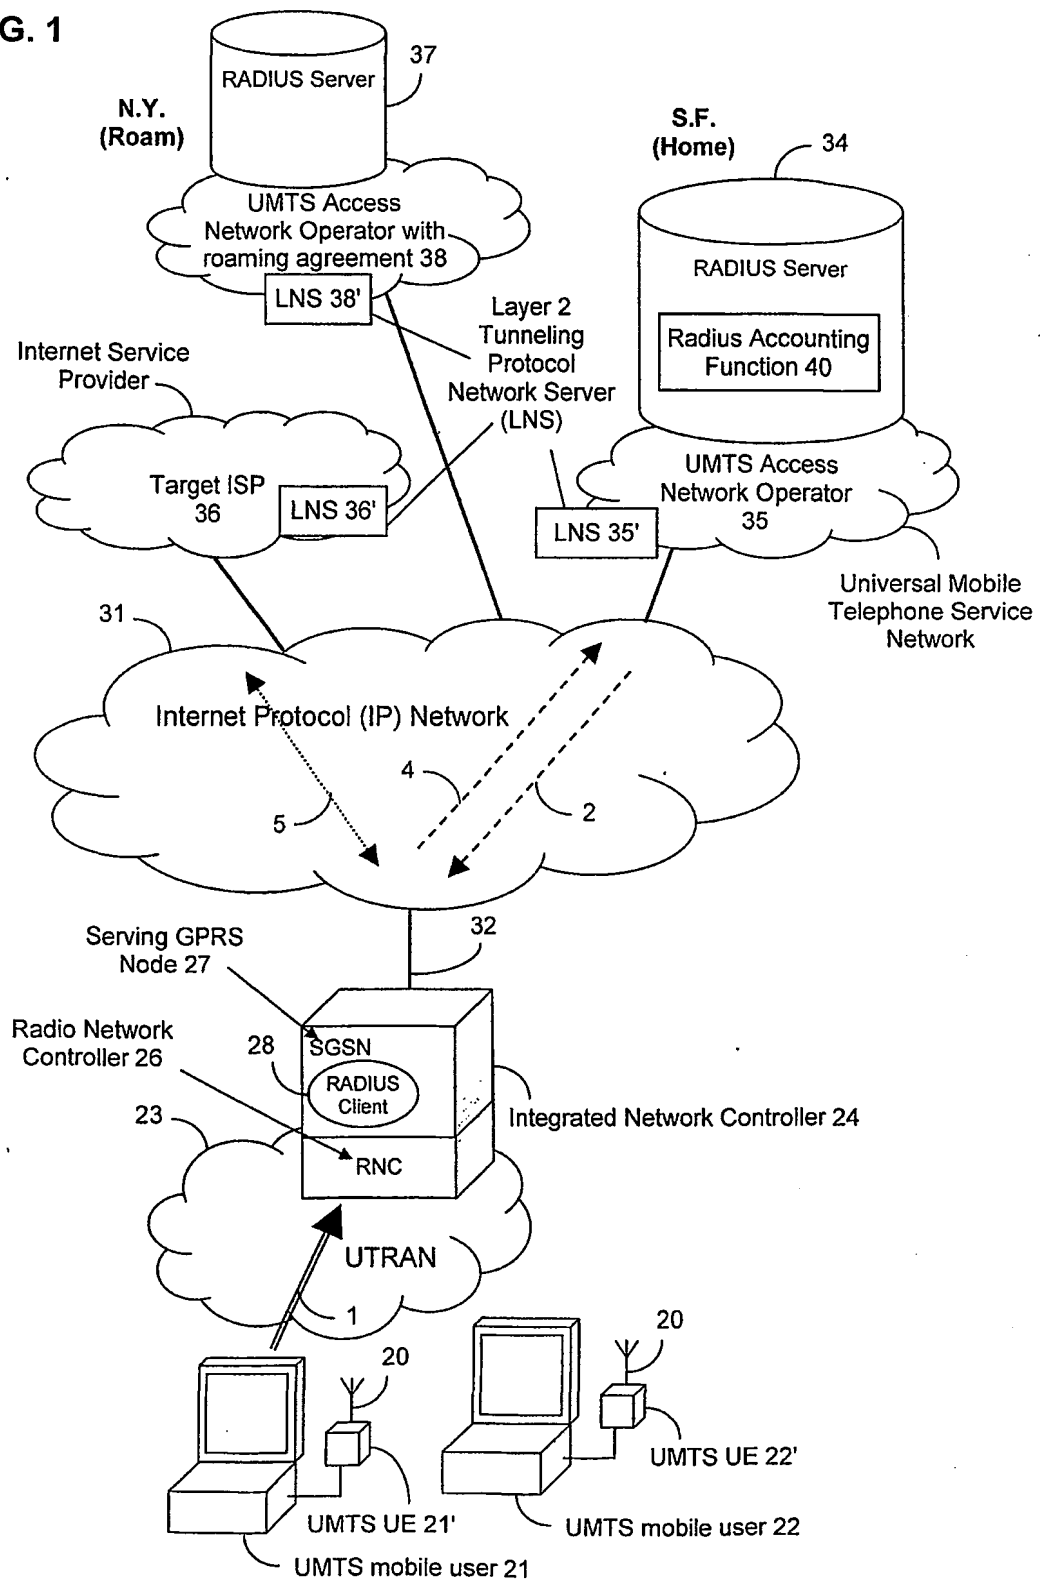 G. 1
RADIUS Server
37
N.Y.
(Roam)
S.F.
(Home)
34
UMTS Access
Network Operator with
roaming agreement 38
LNS 38'
RADIUS Server
Radius Accounting
Function 40
Layer 2
Tunneling
Protocol
Network Server
(LNS)
Internet Service
Provider
Target ISP
36
LNS 36'
UMTS Access
Network Operator
35
LNS 35'
Universal Mobile
Telephone Service
Network
31
Internet Protocol (IP) Network
4
5
2
32
Serving GPRS
Node 27
Radio Network
Controller 26
28
SGSN
RADIUS
Client
23
Integrated Network Controller 24
RNC
UTRAN
1
20
20
UMTS UE 22'
UMTS UE 21'
UMTS mobile user 22
UMTS mobile user 21